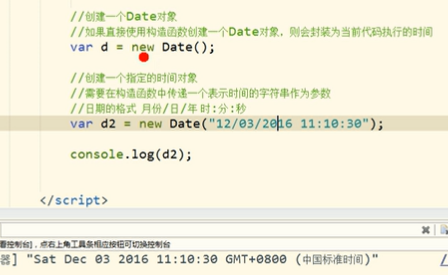 //创建一个Date对象
//如果直接使用构造函数创建一个Date对象，则会封装为当前代码执行的时间
var d = new Date();
//创建一个指定的时间对象
//需要在构造函数中传递一个表示时间的字符串作为参数
//日期的格式 月份/日/年 时:分:秒
var d2 = new Date("12/03/2016 11:10:30");
console.log(d2);
</script>
看控制台]，点右上角工具条相应按钮可切换控制台
器] "Sat Dec 03 2016 11:10:30 GMT+0800 (中国标准时间)"